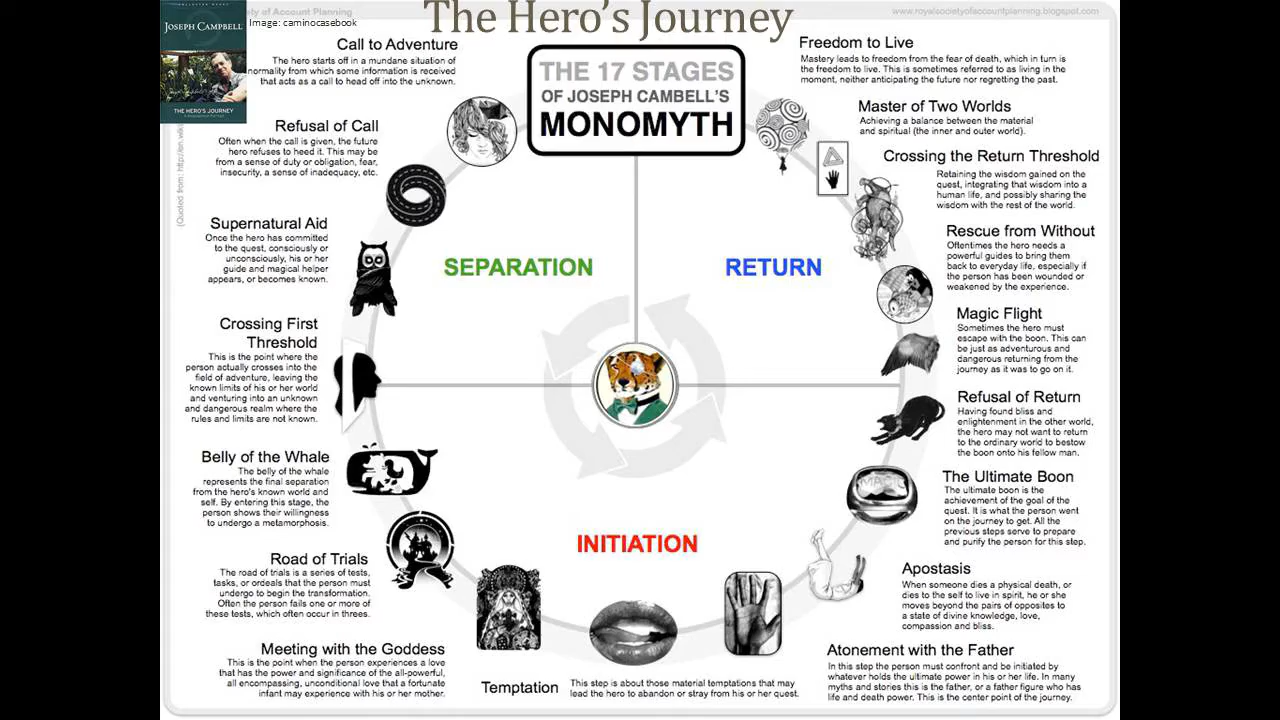 The Hero's Journey
Image: caminocasebook
JOSEPH CAMPBELL
THE HERO'S JOURNEY
ety of Account Planning
www.royalsocietyofaccountplanning.blogspot.com
(Quoted from: http://en.wiki
THE 17 STAGES
OF JOSEPH CAMBELL'S
MONOMYTH
Call to Adventure
The hero starts off in a mundane situation of
normality from which some information is received
that acts as a call to head off into the unknown.
Refusal of Call
Often when the call is given, the future
hero refuses to heed it. This may be
from a sense of duty or obligation, fear,
insecurity, a sense of inadequacy, etc.
Supernatural Aid
Once the hero has committed
to the quest, consciously or
unconsciously, his or her
guide and magical helper
appears, or becomes known.
Crossing First
Threshold
This is the point where the
person actually crosses into the
field of adventure, leaving the
known limits of his or her world
and venturing into an unknown
and dangerous realm where the
rules and limits are not known.
Belly of the Whale
The belly of the whale
represents the final separation
from the hero's known world and
self. By entering this stage, the
person shows their willingness
to undergo a metamorphosis.
Road of Trials
The road of trials is a series of tests,
tasks, or ordeals that the person must
undergo to begin the transformation.
Often the person fails one or more of
these tests, which often occur in threes.
Meeting with the Goddess
This is the point when the person experiences a love
that has the power and significance of the all-powerful,
all encompassing, unconditional love that a fortunate
infant may experience with his or her mother.
Temptation
This step is about those material temptations that may
lead the hero to abandon or stray from his or her quest.
SEPARATION
RETURN
INITIATION
MAGIC
Freedom to Live
Mastery leads to freedom from the fear of death, which in turn is
the freedom to live. This is sometimes referred to as living in the
moment, neither anticipating the future nor regretting the past.
Master of Two Worlds
Achieving a balance between the material
and spiritual (the inner and outer world).
Crossing the Return Threshold
Retaining the wisdom gained on the
quest, integrating that wisdom into a
human life, and possibly sharing the
wisdom with the rest of the world.
Rescue from Without
Oftentimes the hero needs a
powerful guides to bring them
back to everyday life, especially if
the person has been wounded or
weakened by the experience.
Magic Flight
Sometimes the hero must
escape with the boon. This can
be just as adventurous and
dangerous returning from the
journey as it was to go on it.
Refusal of Return
Having found bliss and
enlightenment in the other world,
the hero may not want to return
to the ordinary world to bestow
the boon onto his fellow man.
The Ultimate Boon
The ultimate boon is the
achievement of the goal of the
quest. It is what the person went
on the journey to get. All the
previous steps serve to prepare
and purify the person for this step.
Apostasis
When someone dies a physical death, or
dies to the self to live in spirit, he or she
moves beyond the pairs of opposites to
a state of divine knowledge, love,
compassion and bliss.
Atonement with the Father
In this step the person must confront and be initiated by
whatever holds the ultimate power in his or her life. In many
myths and stories this is the father, or a father figure who has
life and death power. This is the center point of the journey.